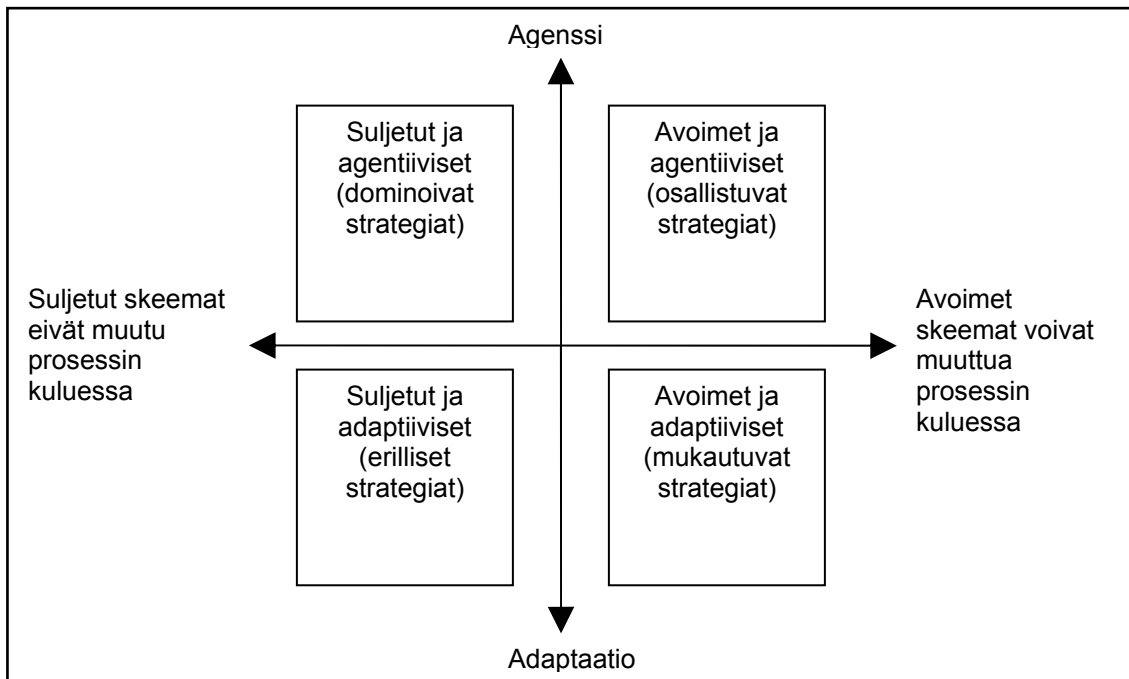 Agenssi
Suljetut ja
agentiiviset
(dominoivat
strategiat)
Avoimet ja
agentiiviset
(osallistuvat
strategiat)
Suljetut skeemat
eivät muutu
prosessin
kuluessa
Avoimet
skeemat voivat
muuttua
prosessin
kuluessa
Suljetut ja
adaptiiviset
(erilliset
strategiat)
Avoimet ja
adaptiiviset
(mukautuvat
strategiat)
Adaptaatio